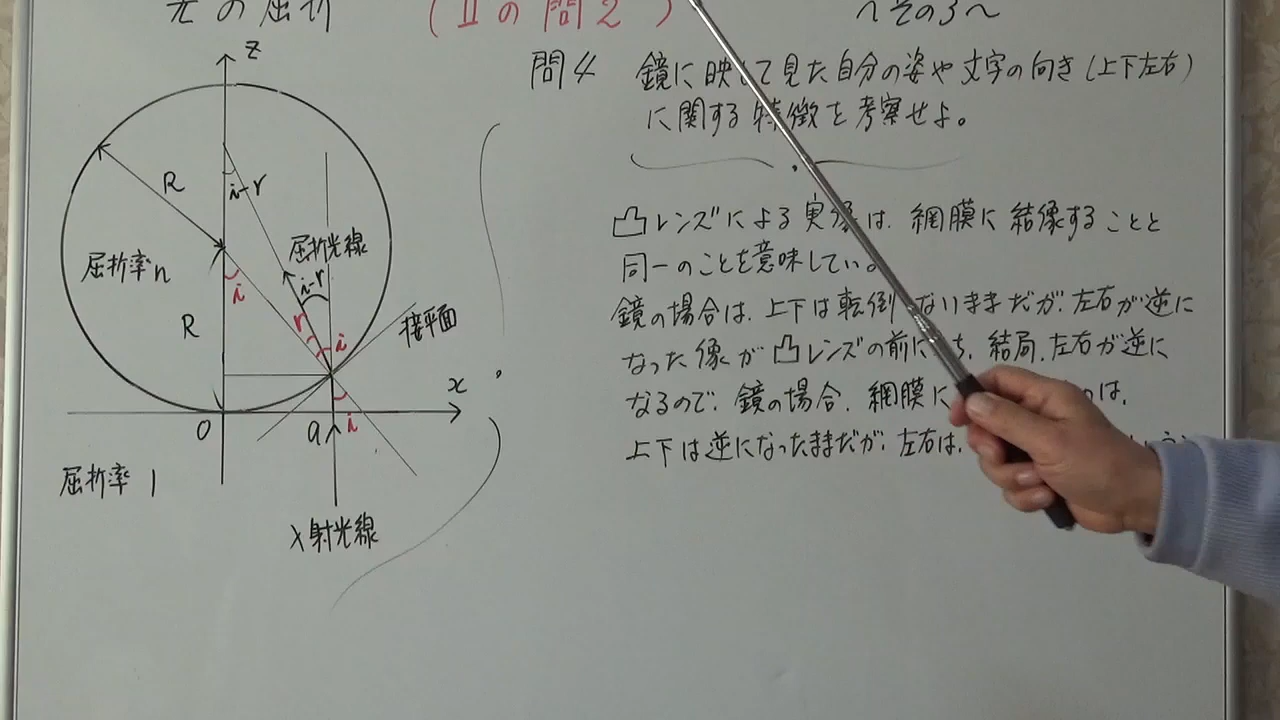 光の屈折 (IIの問2) 〜その3〜
z
問4 鏡に映して見た自分の姿や文字の向き(上下左右)
に関する特徴を考察せよ。
R
i-r
屈折率n
屈折光線
i-r
i
r
i
R
接平面
x
O
a
i
屈折率 1
入射光線
凸レンズによる実像は、網膜に結像することと
同一のことを意味している。
鏡の場合は、上下は転倒 ないままだが、左右が逆に
なった像が凸レンズの前に 結局、左右が逆に
なるので、鏡の場合、網膜に は、
上下は逆になったままだが、左右は、